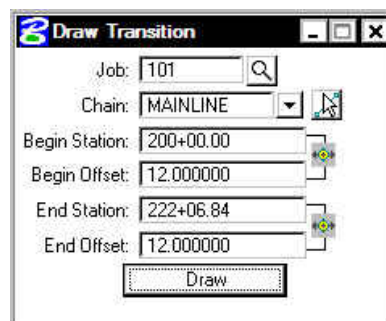 Draw Transition
Job: 101
Chain: MAINLINE
Begin Station: 200+00.00
Begin Offset: 12.000000
End Station: 222+06.84
End Offset: 12.000000
Draw